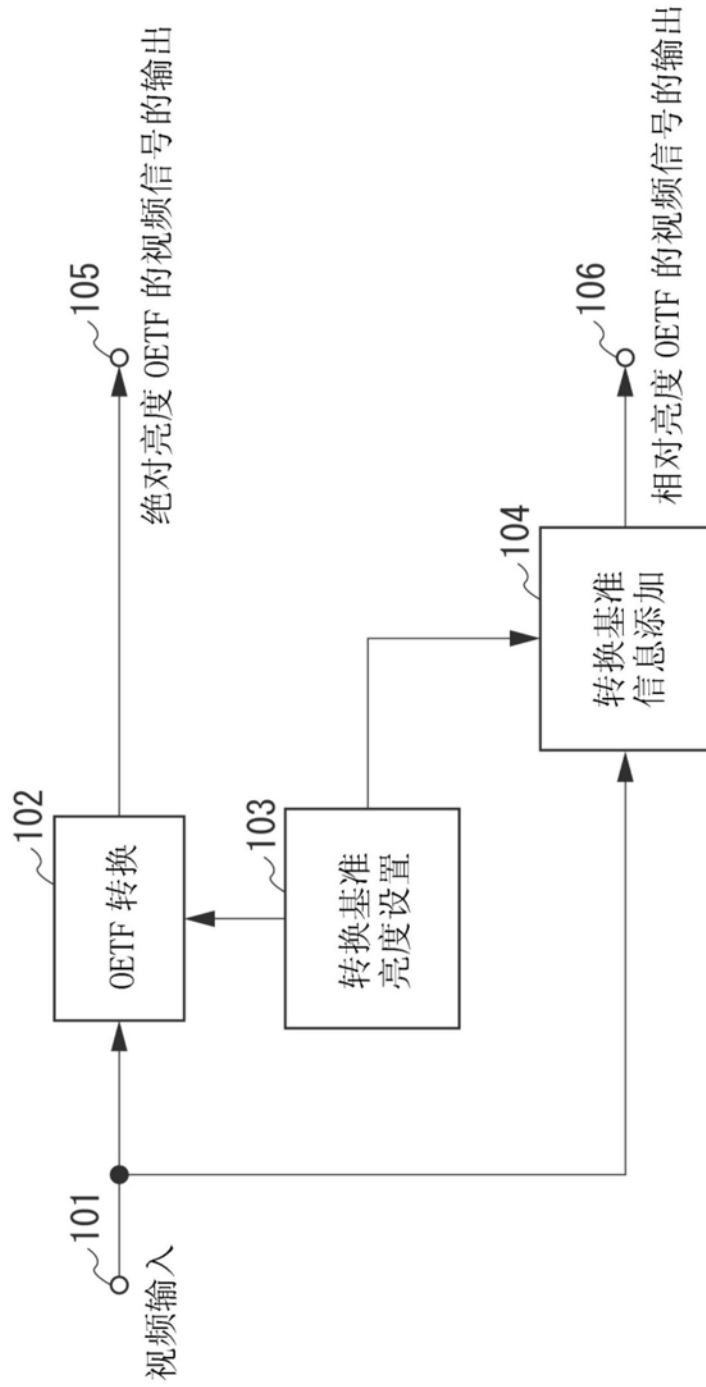 101
视频输入
102
OETF 转换
103
转换基准
亮度设置
104
转换基准
信息添加
105
绝对亮度 OETF 的视频信号的输出
106
相对亮度 OETF 的视频信号的输出